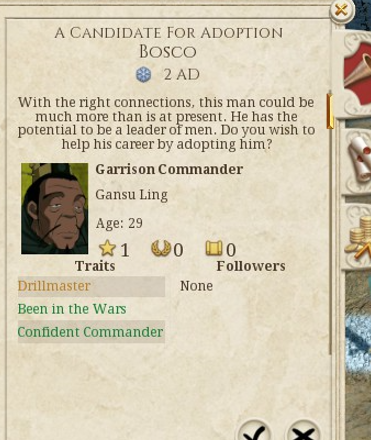 A Candidate For Adoption
Bosco
2 AD
With the right connections, this man could be
much more than is at present. He has the
potential to be a leader of men. Do you wish to
help his career by adopting him?
Garrison Commander
Gansu Ling
Age: 29
1 0 0
Traits Followers
Drillmaster None
Been in the Wars
Confident Commander